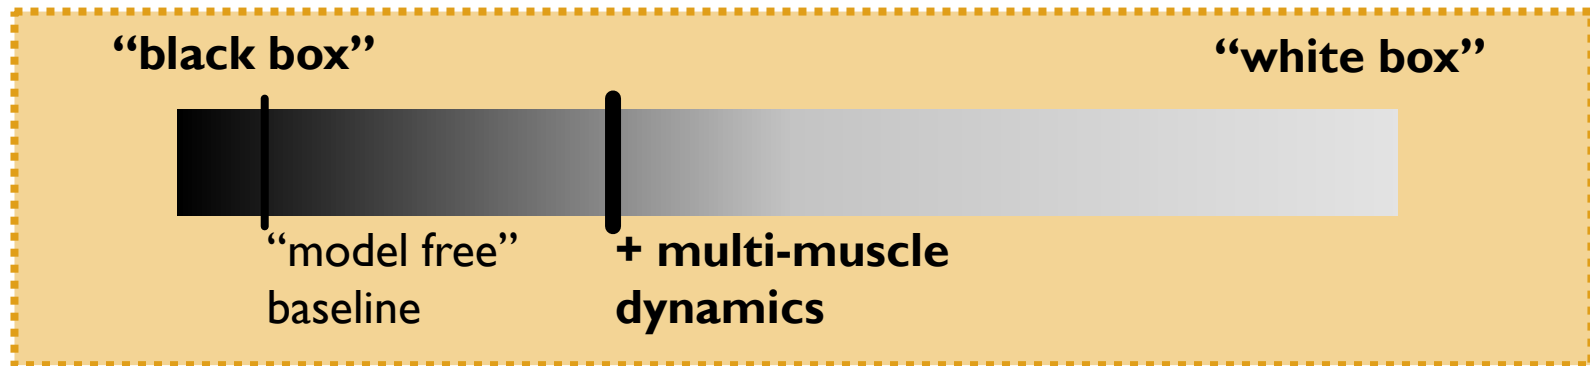 “black box”
“white box”
“model free”
baseline
+ multi-muscle
dynamics